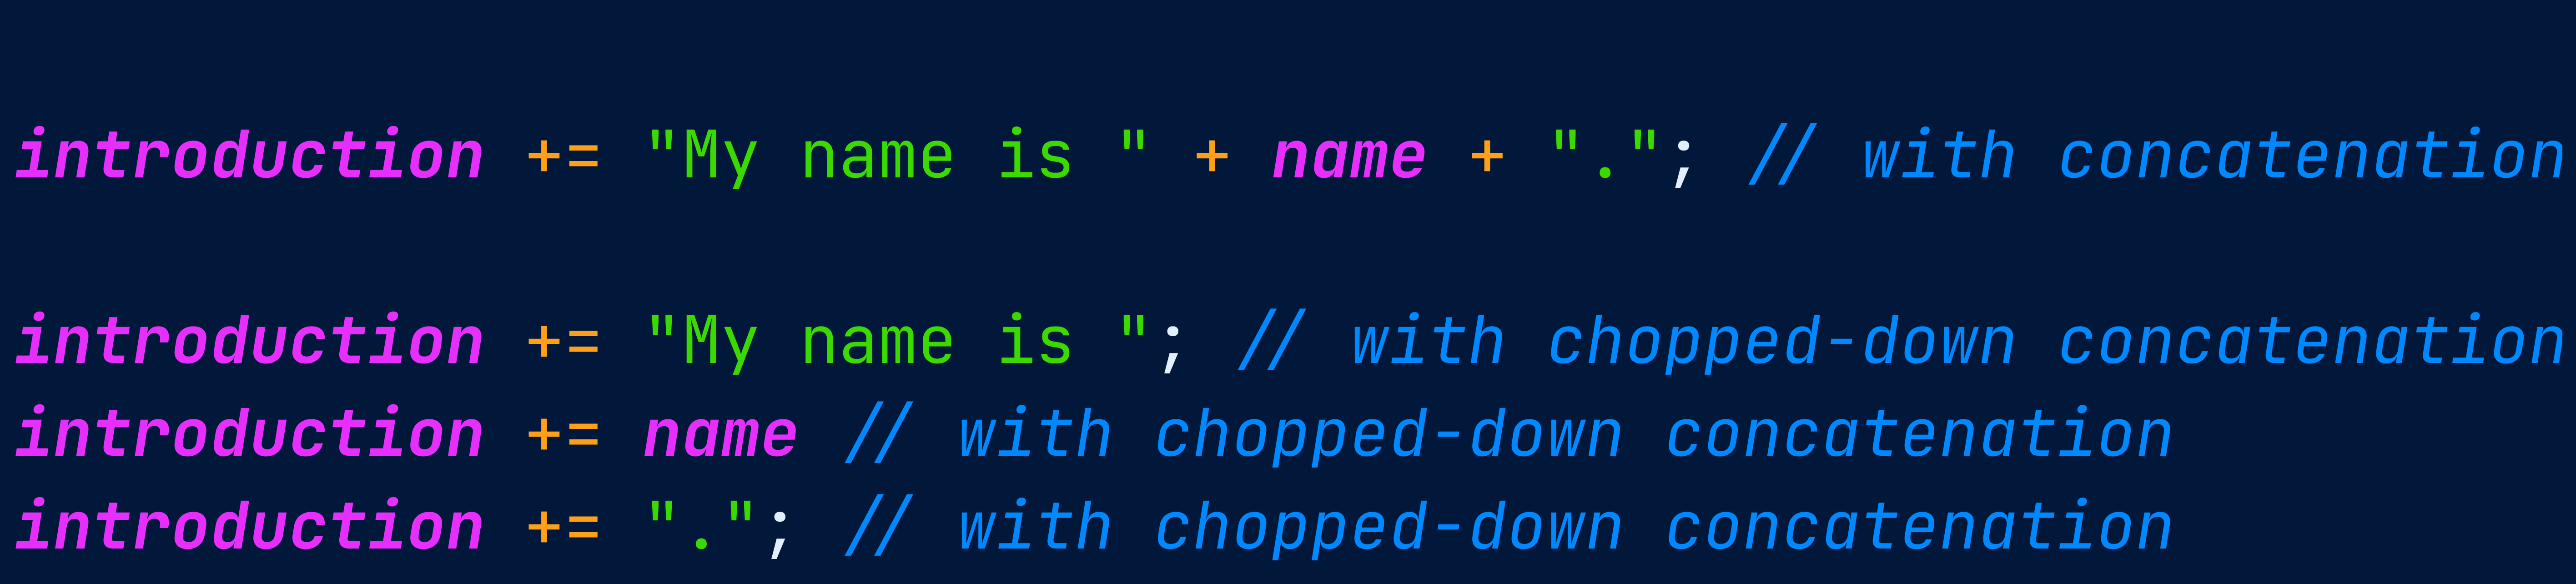 introduction += "My name is " + name + "."; // with concatenation
introduction += "My name is "; // with chopped-down concatenation
introduction += name // with chopped-down concatenation
introduction += "."; // with chopped-down concatenation